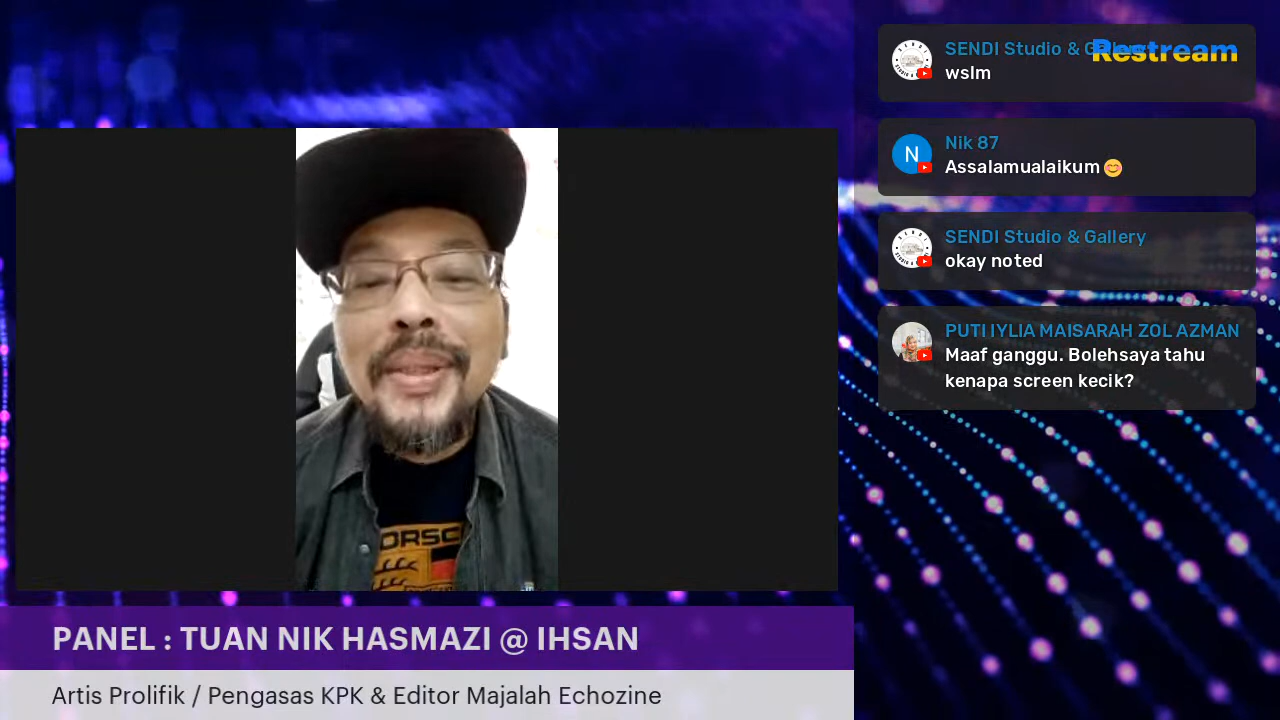 SENDI Studio & Gallery
Restream
wslm
N
Nik 87
Assalamualaikum 😊
SENDI Studio & Gallery
okay noted
PUTI IYLIA MAISARAH ZOL AZMAN
Maaf ganggu. Bolehsaya tahu
kenapa screen kecik?
ORSC
PANEL : TUAN NIK HASMAZI @ IHSAN
Artis Prolifik / Pengasas KPK & Editor Majalah Echozine